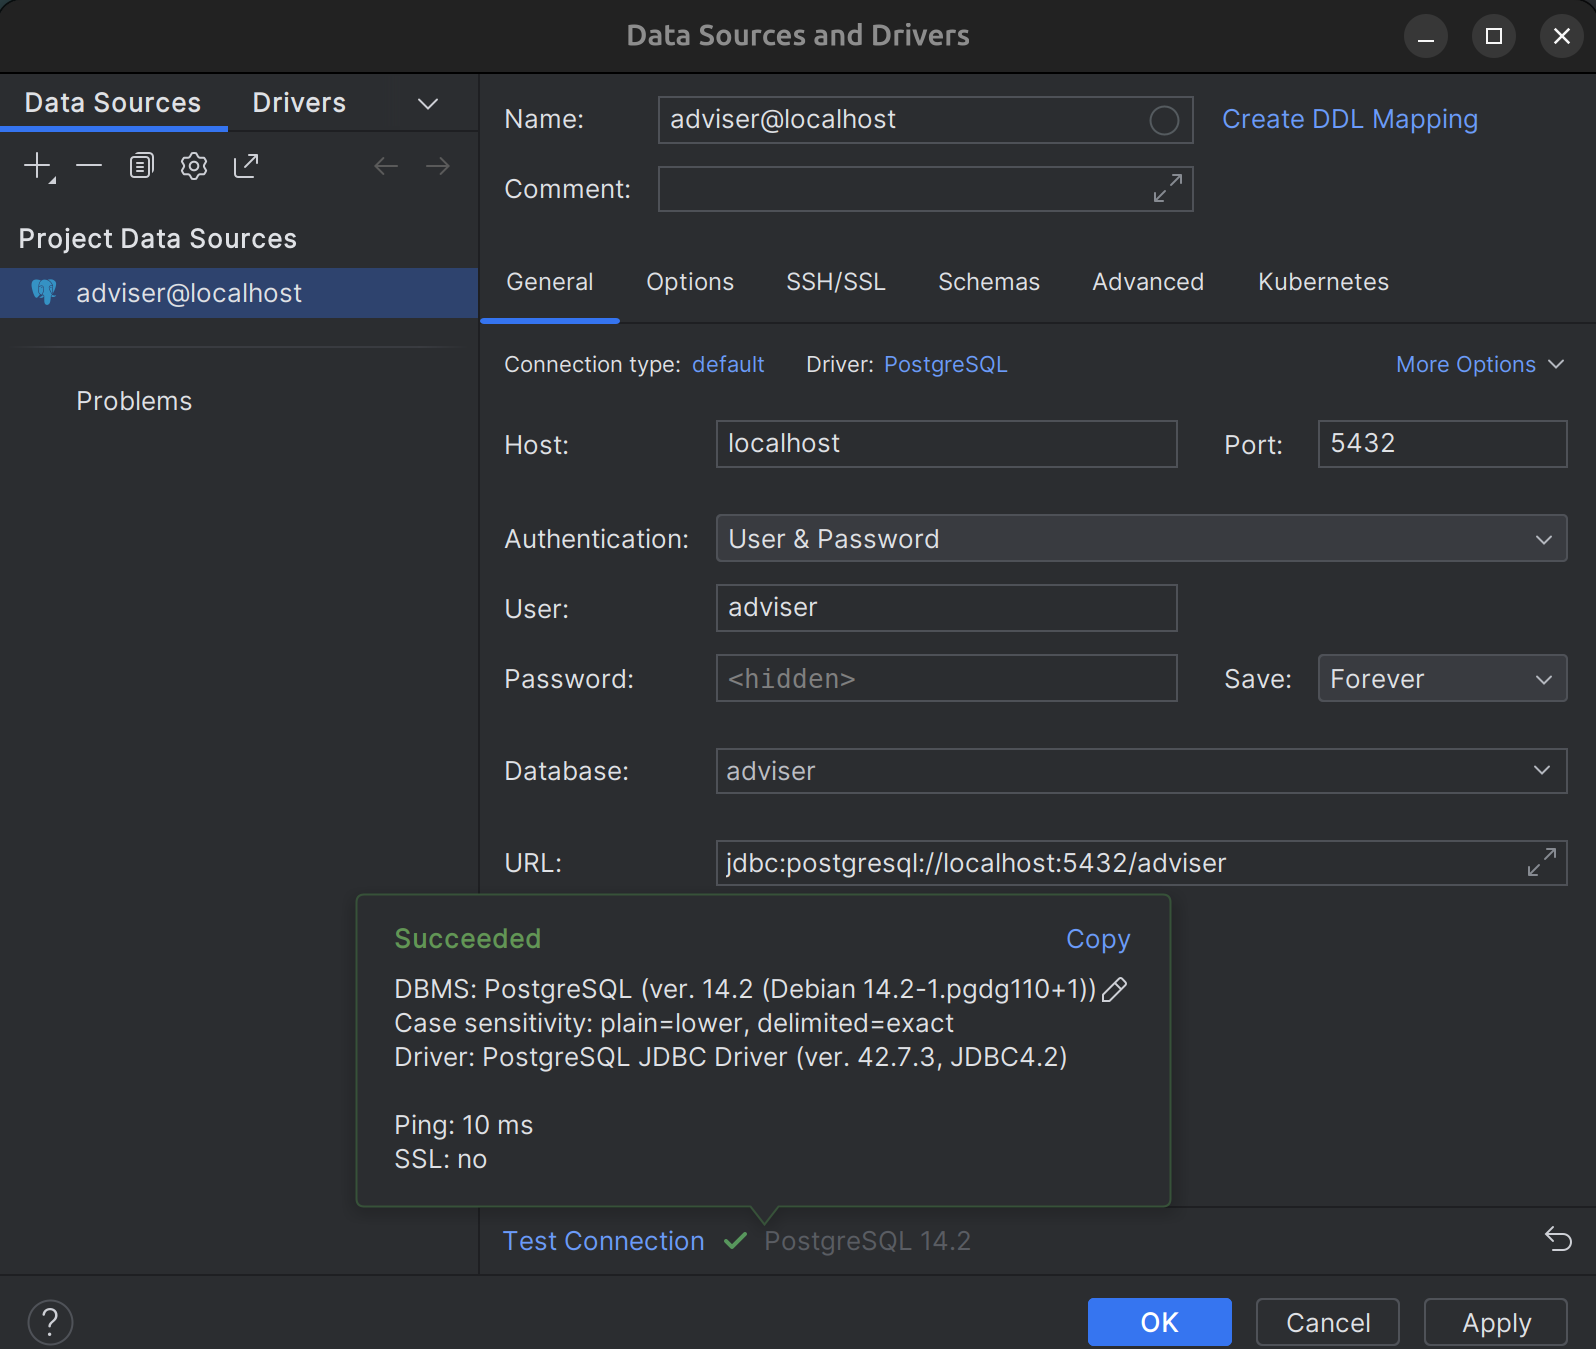 Data Sources and Drivers
Data Sources Drivers
Project Data Sources
adviser@localhost
Problems
Name: adviser@localhost Create DDL Mapping
Comment:
General Options SSH/SSL Schemas Advanced Kubernetes
Connection type: default Driver: PostgreSQL More Options
Host: localhost Port: 5432
Authentication: User & Password
User: adviser
Password: <hidden> Save: Forever
Database: adviser
URL: jdbc:postgresql://localhost:5432/adviser
Succeeded Copy
DBMS: PostgreSQL (ver. 14.2 (Debian 14.2-1.pgdg110+1))
Case sensitivity: plain=lower, delimited=exact
Driver: PostgreSQL JDBC Driver (ver. 42.7.3, JDBC4.2)
Ping: 10 ms
SSL: no
Test Connection PostgreSQL 14.2
? OK Cancel Apply